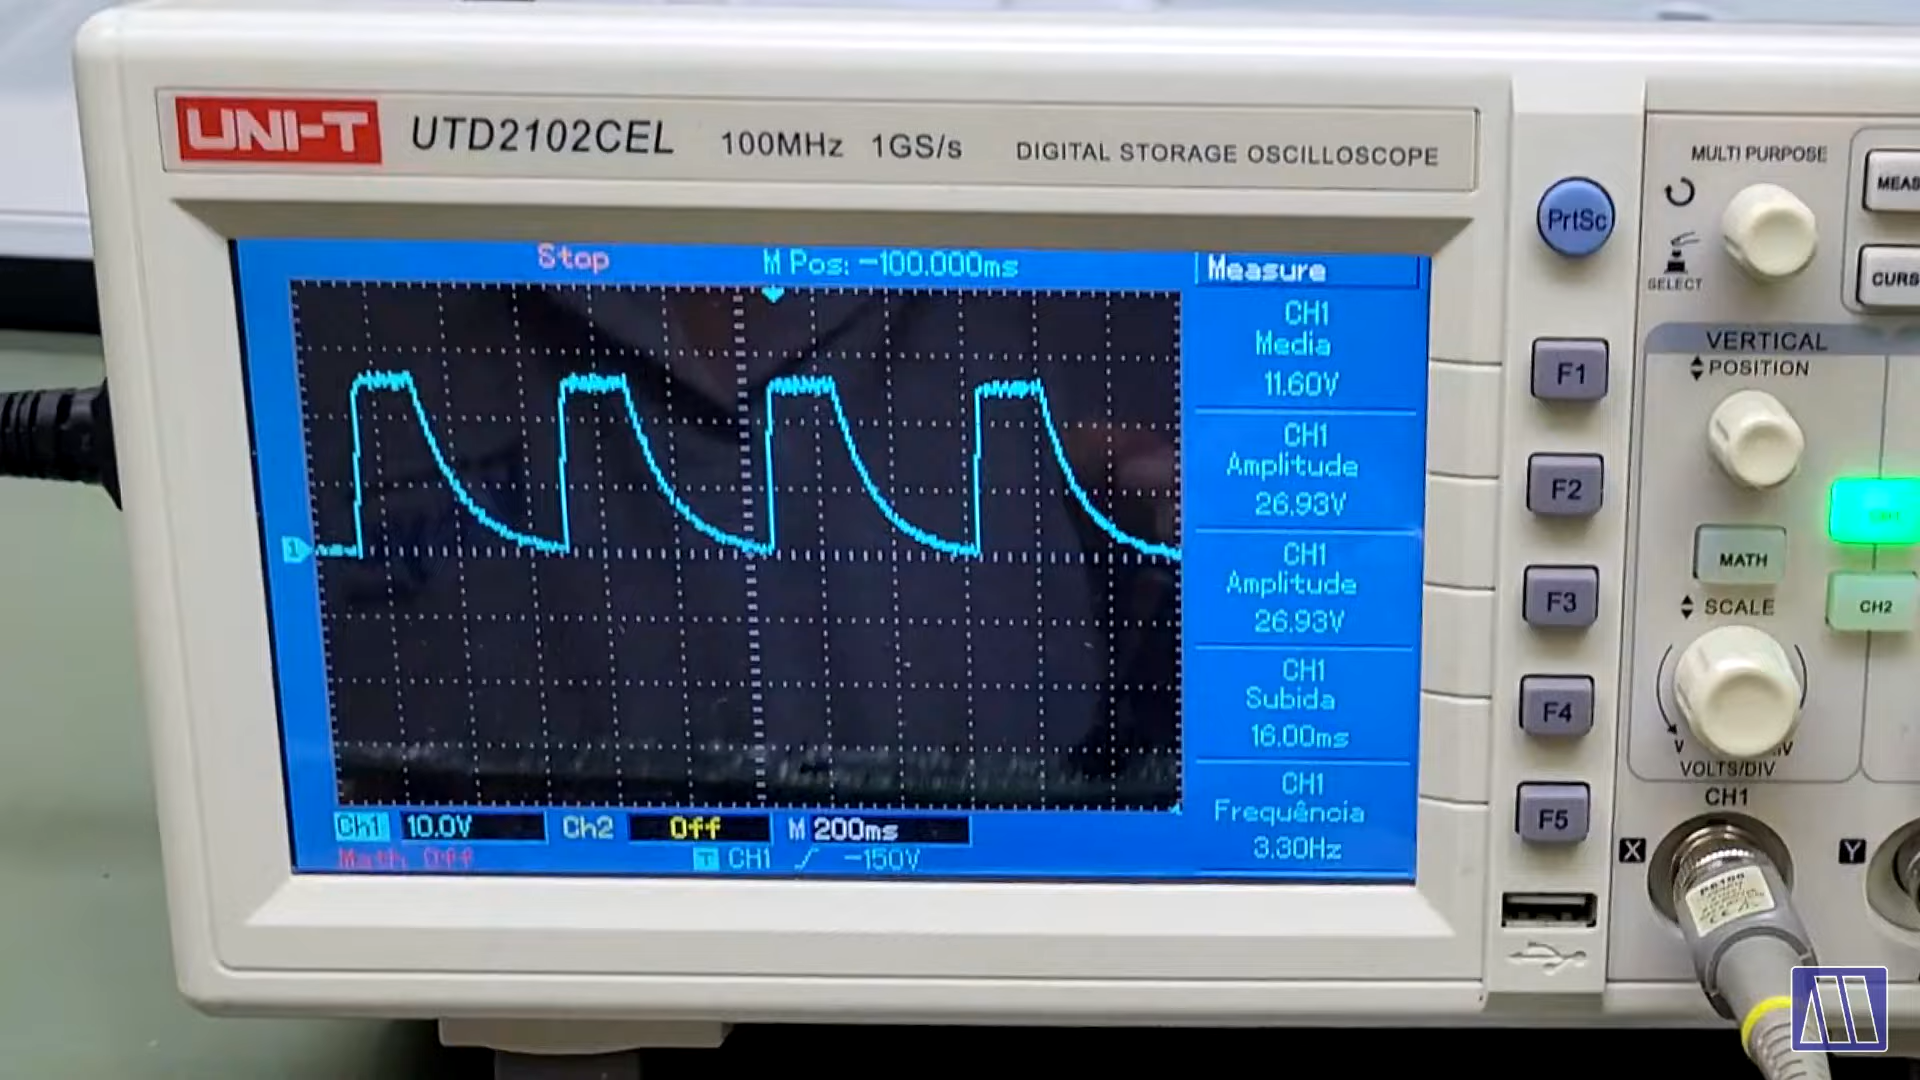 UNI-T UTD2102CEL 100MHz 1GS/s DIGITAL STORAGE OSCILLOSCOPE
Stop M Pos: -100.000ms
Measure
CH1
Media
11.60V
CH1
Amplitude
26.93V
CH1
Amplitude
26.93V
CH1
Subida
16.00ms
CH1
Frequência
3.30Hz
1
Ch1 10.0V Ch2 Off M 200ms
Math Off T CH1 -150V
PrtSc
F1
F2
F3
F4
F5
MULTI PURPOSE
SELECT
MEAS
CURS
VERTICAL
POSITION
MATH
CH2
SCALE
V
VOLTS/DIV
CH1
X
Y